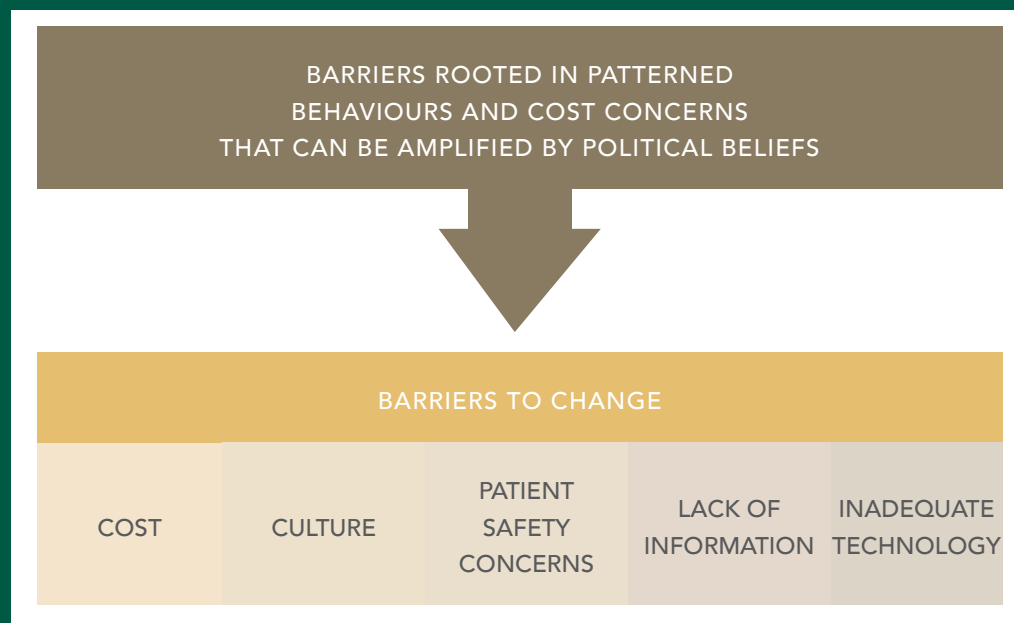 BARRIERS ROOTED IN PATTERNED
BEHAVIOURS AND COST CONCERNS
THAT CAN BE AMPLIFIED BY POLITICAL BELIEFS
BARRIERS TO CHANGE
COST
CULTURE
PATIENT
SAFETY
CONCERNS
LACK OF
INFORMATION
INADEQUATE
TECHNOLOGY